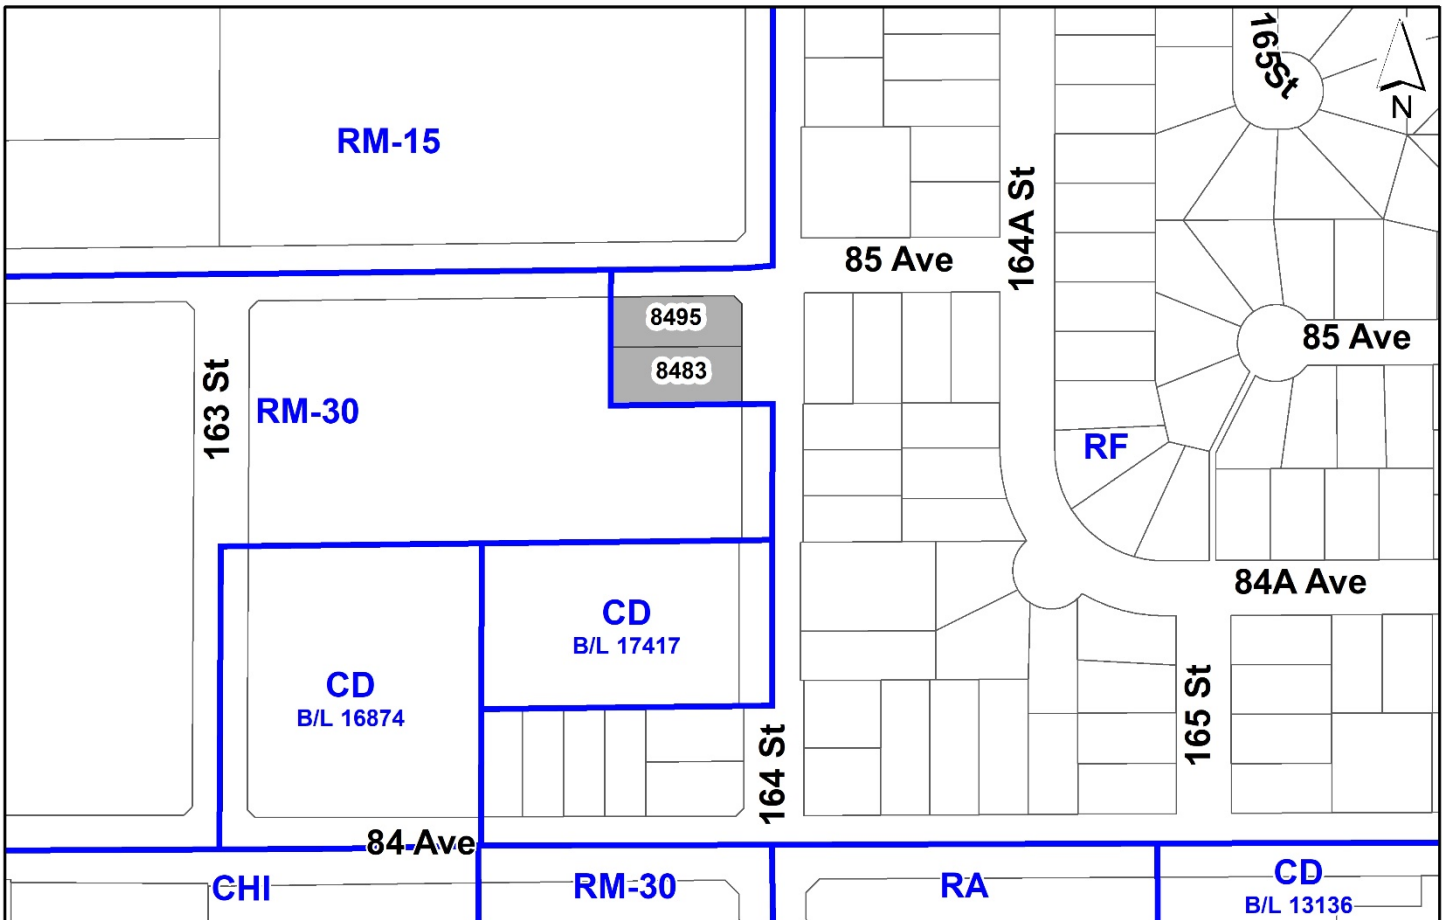 165 St
N
RM-15
164A St
85 Ave
8495
85 Ave
8483
163 St
RM-30
RF
84A Ave
CD
B/L 17417
CD
B/L 16874
165 St
164 St
84 Ave
CHI
RM-30
RA
CD
B/L 13136